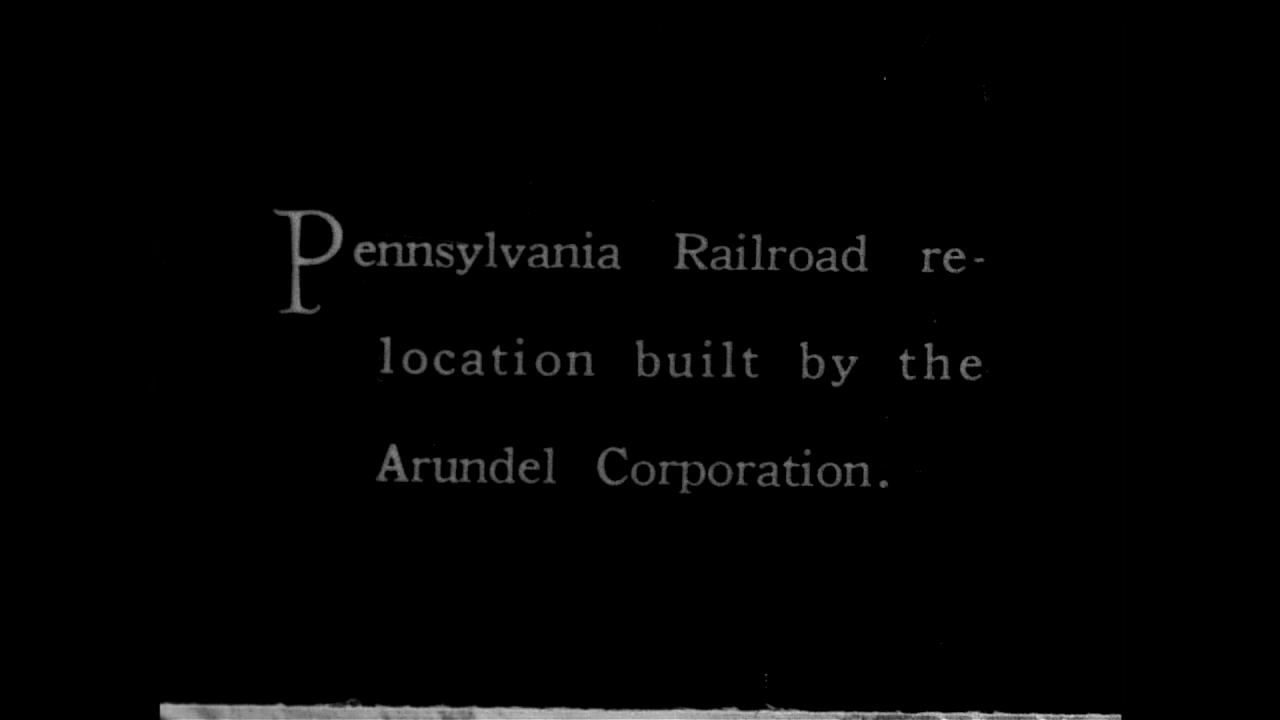 Pennsylvania Railroad re-
location built by the
Arundel Corporation.